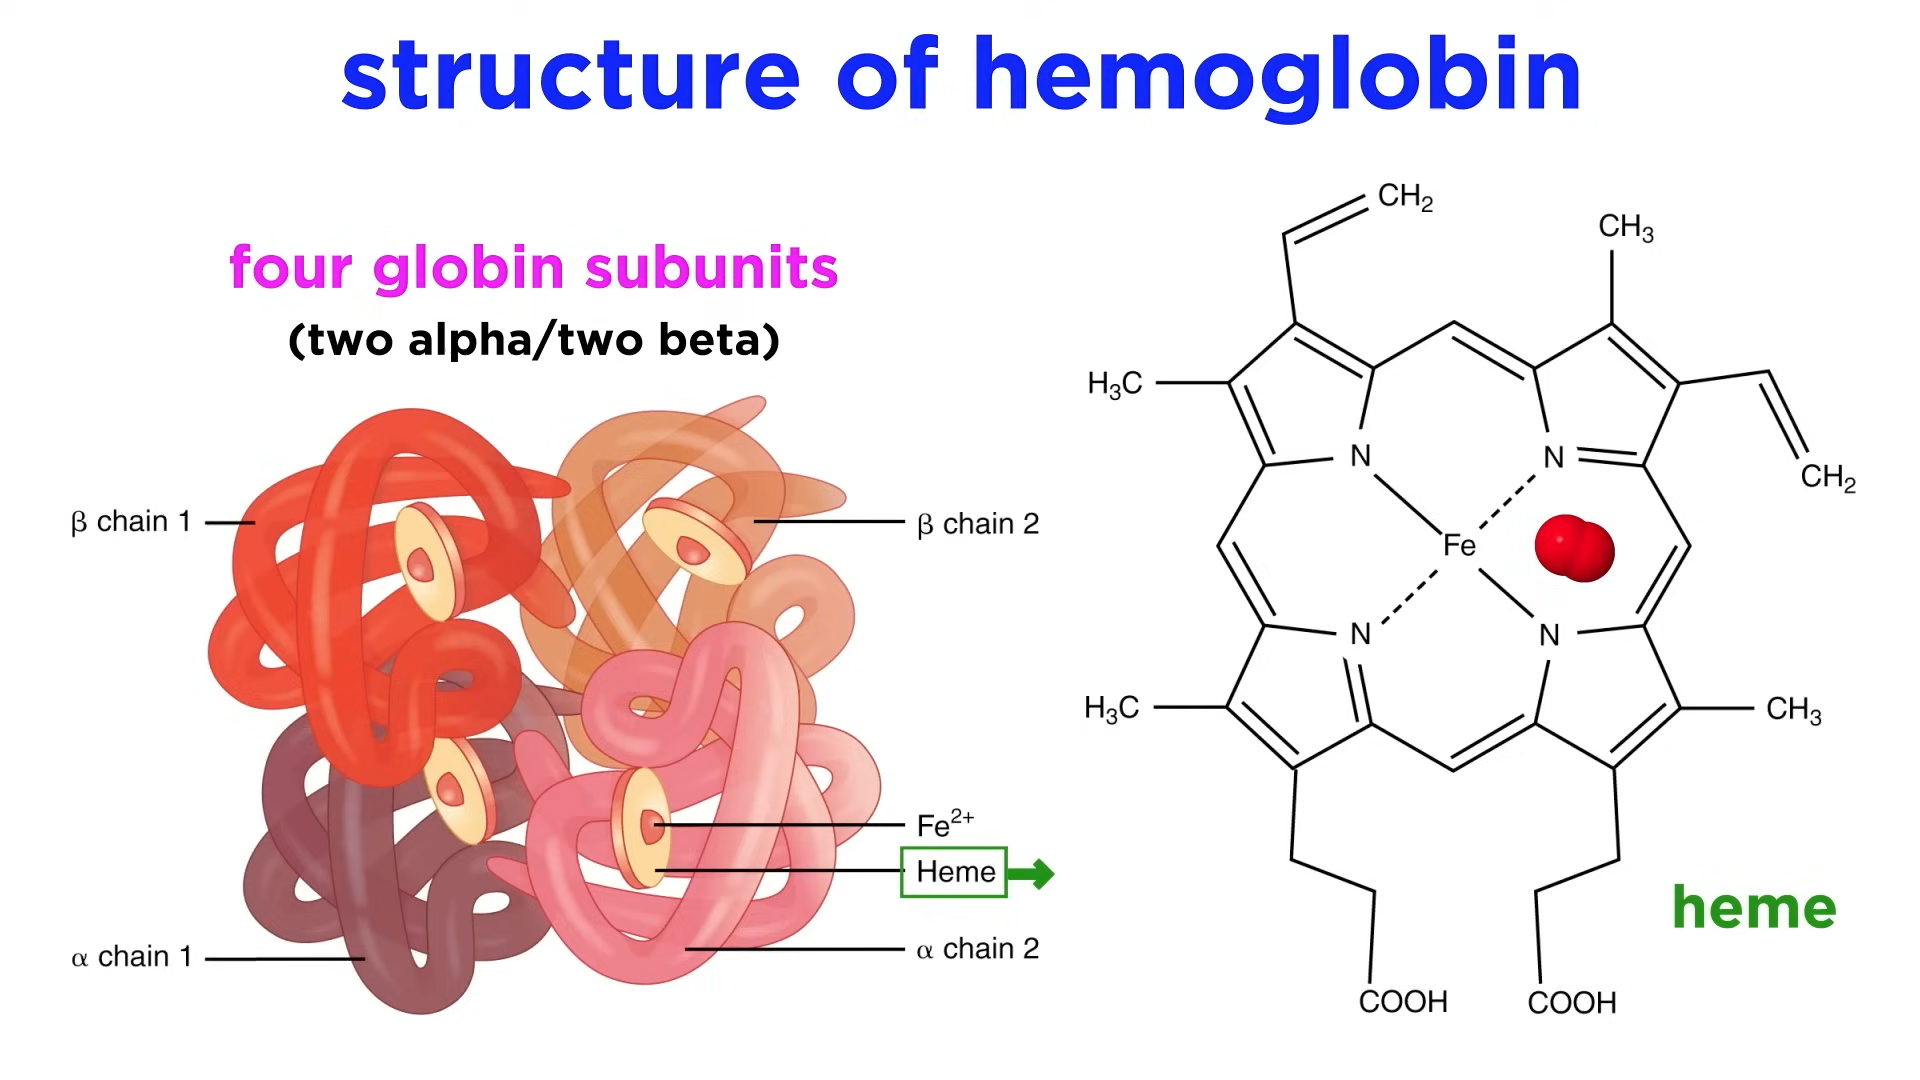 structure of hemoglobin
four globin subunits
(two alpha/two beta)
β chain 1
β chain 2
Fe²⁺
Heme
α chain 1
α chain 2
CH₂
CH₃
H₃C
CH₂
N
N
Fe
N
N
H₃C
CH₃
heme
COOH
COOH